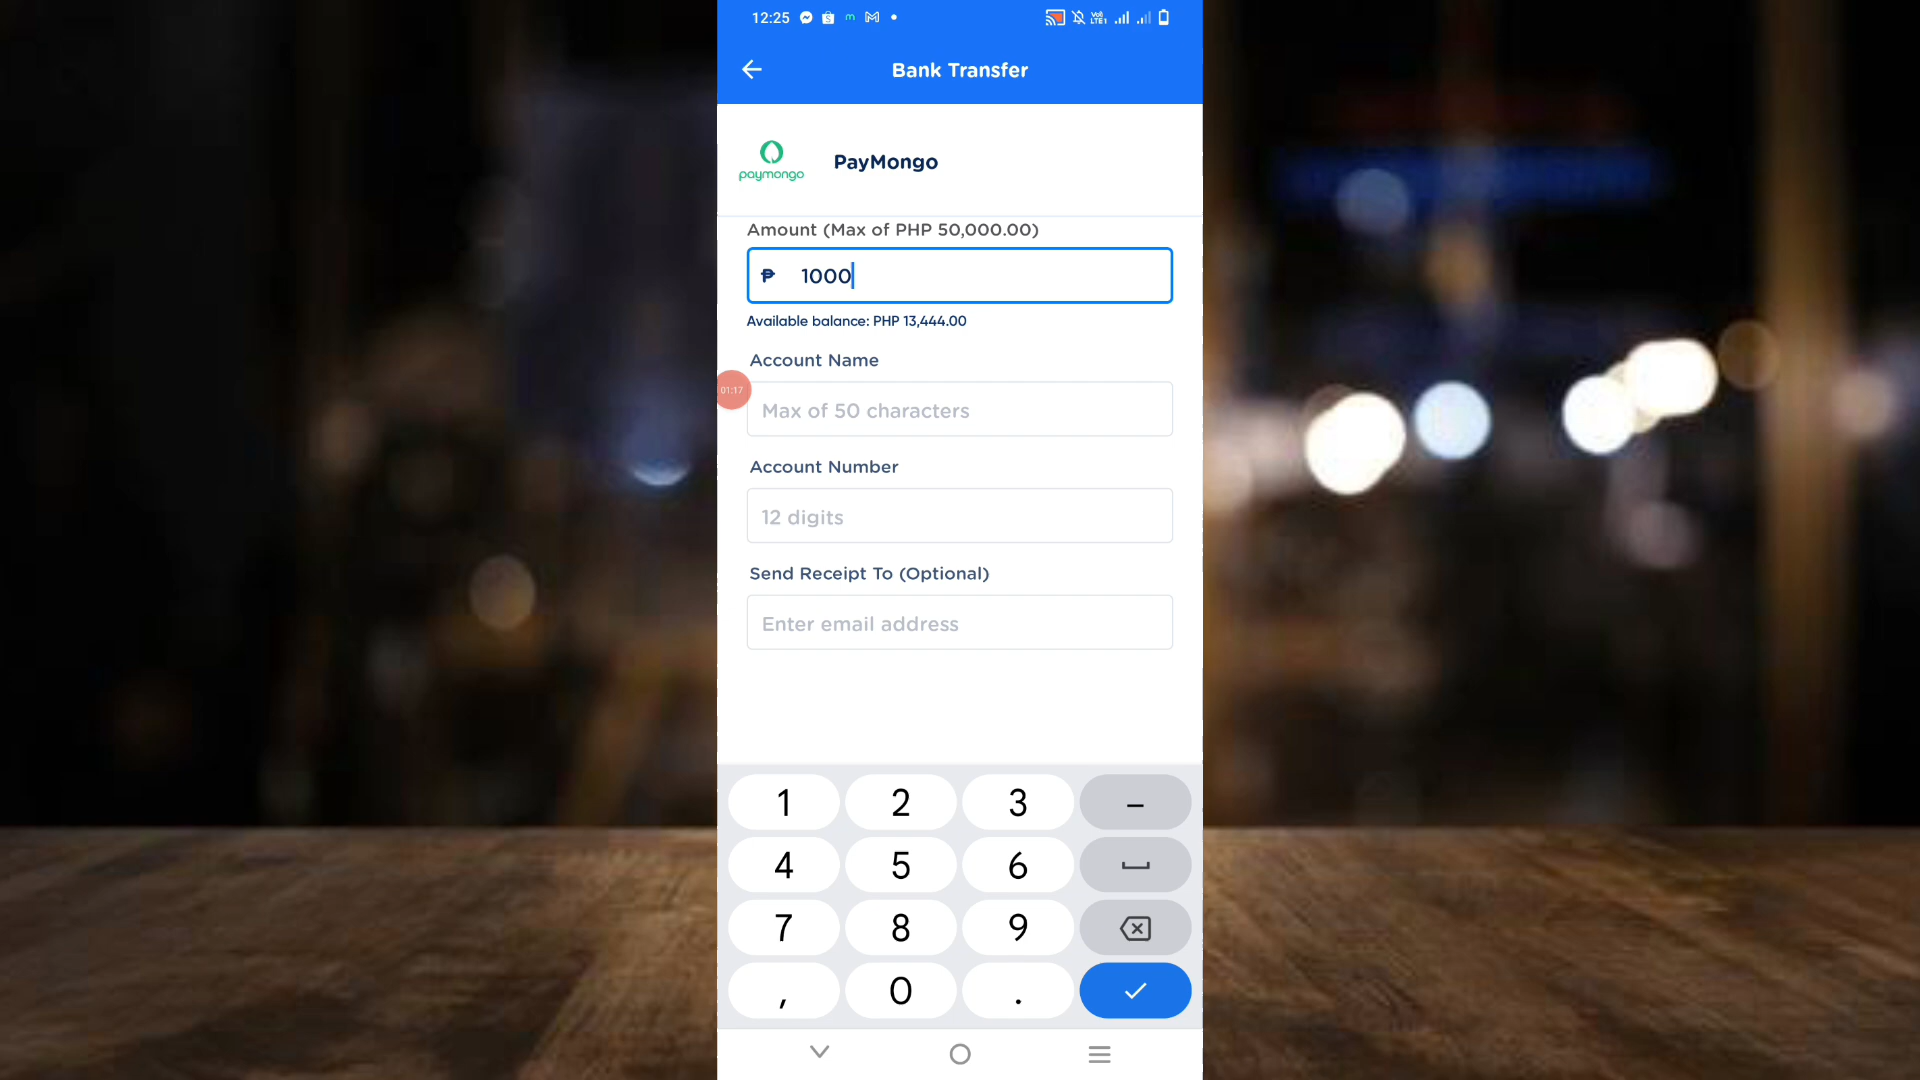 12:25
Bank Transfer
paymongo
PayMongo
Amount (Max of PHP 50,000.00)
₱ 1000
Available balance: PHP 13,444.00
Account Name
01:17
Max of 50 characters
Account Number
12 digits
Send Receipt To (Optional)
Enter email address
1 2 3 –
4 5 6
7 8 9
, 0 .